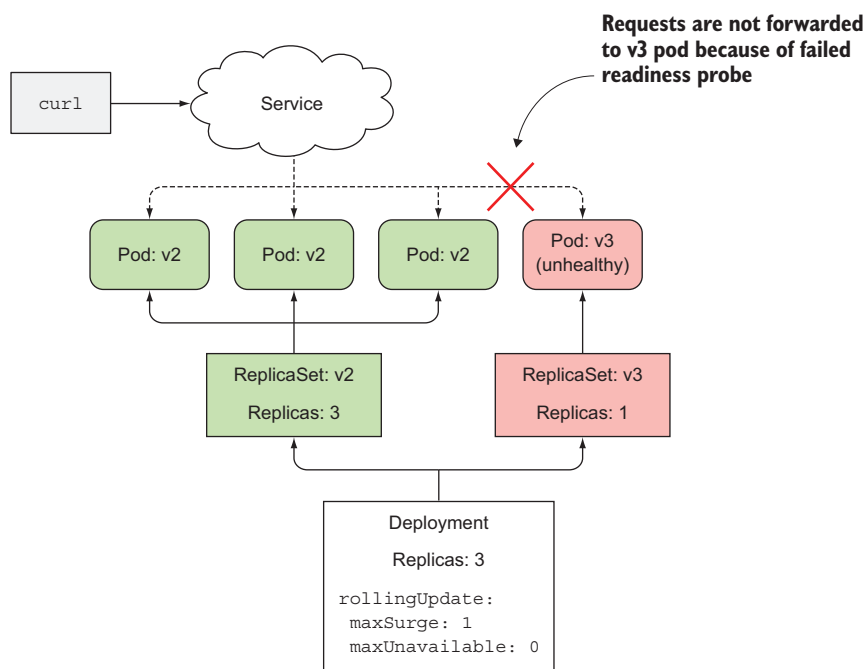 Requests are not forwarded
to v3 pod because of failed
readiness probe
curl
Service
Pod: v2
Pod: v2
Pod: v2
Pod: v3
(unhealthy)
ReplicaSet: v2
Replicas: 3
ReplicaSet: v3
Replicas: 1
Deployment
Replicas: 3
rollingUpdate:
maxSurge: 1
maxUnavailable: 0